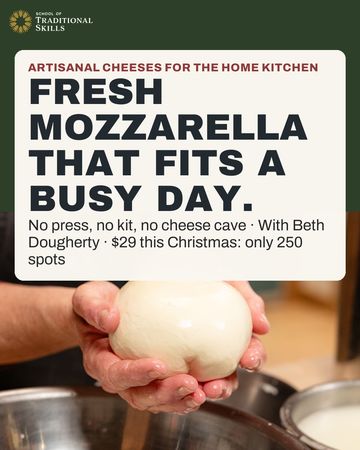 SCHOOL OF
TRADITIONAL
SKILLS
ARTISANAL CHEESES FOR THE HOME KITCHEN
FRESH
MOZZARELLA
THAT FITS A
BUSY DAY.
No press, no kit, no cheese cave · With Beth
Dougherty · $29 this Christmas: only 250
spots